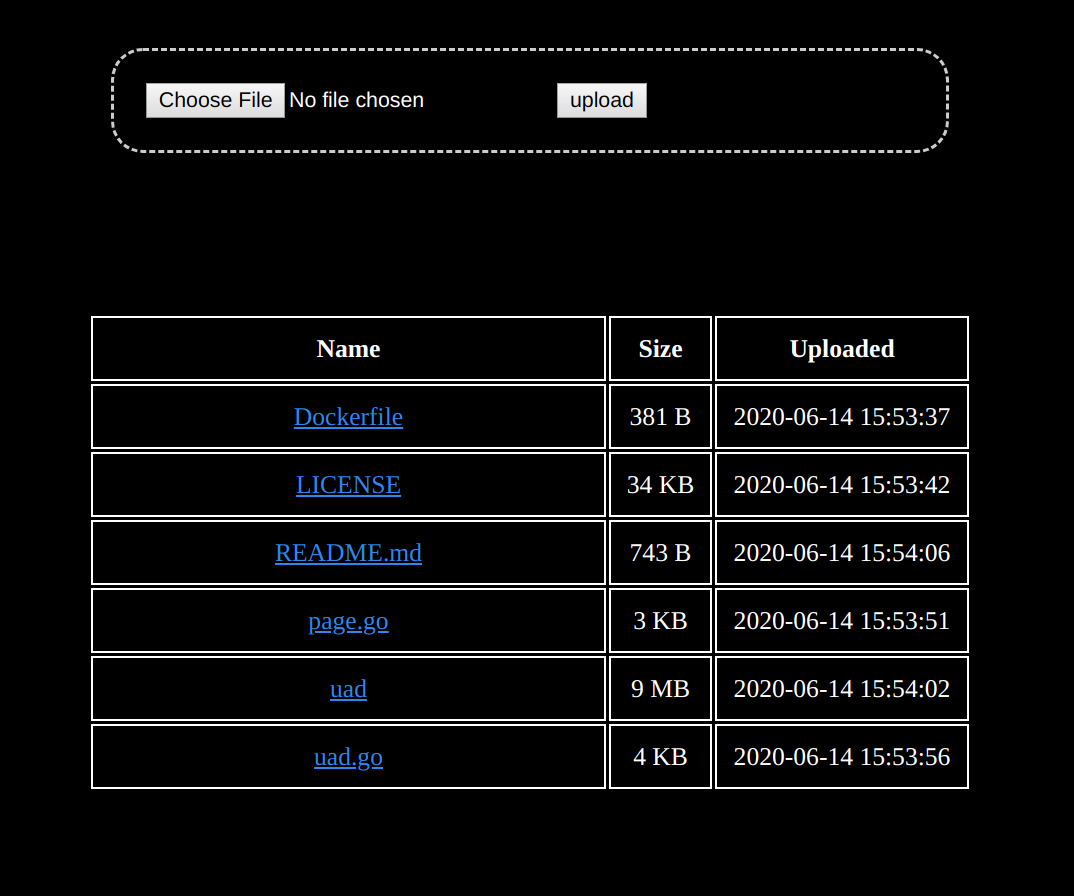 Choose File No file chosen upload
Name Size Uploaded
Dockerfile 381 B 2020-06-14 15:53:37
LICENSE 34 KB 2020-06-14 15:53:42
README.md 743 B 2020-06-14 15:54:06
page.go 3 KB 2020-06-14 15:53:51
uad 9 MB 2020-06-14 15:54:02
uad.go 4 KB 2020-06-14 15:53:56